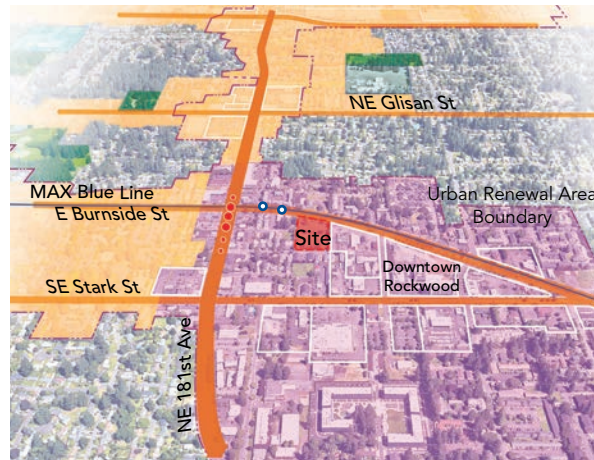 NE Glisan St
MAX Blue Line
E Burnside St
Urban Renewal Area
Boundary
Site
Downtown
Rockwood
SE Stark St
NE 181st Ave